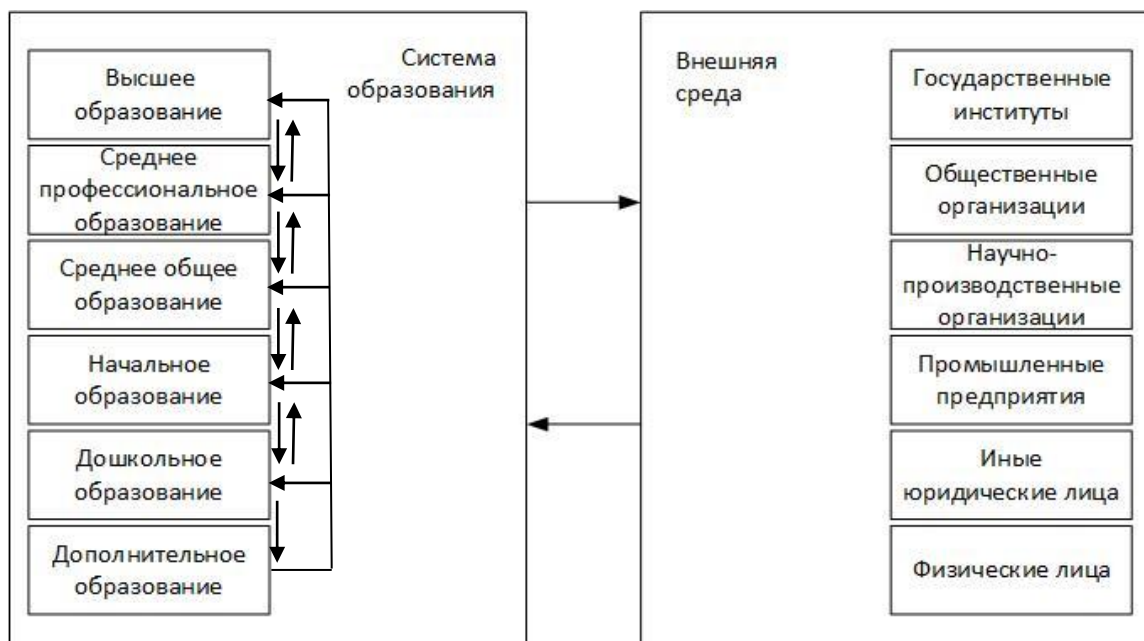 Система
образования
Высшее
образование
Среднее
профессиональное
образование
Среднее общее
образование
Начальное
образование
Дошкольное
образование
Дополнительное
образование
Внешняя
среда
Государственные
институты
Общественные
организации
Научно-
производственные
организации
Промышленные
предприятия
Иные
юридические лица
Физические лица